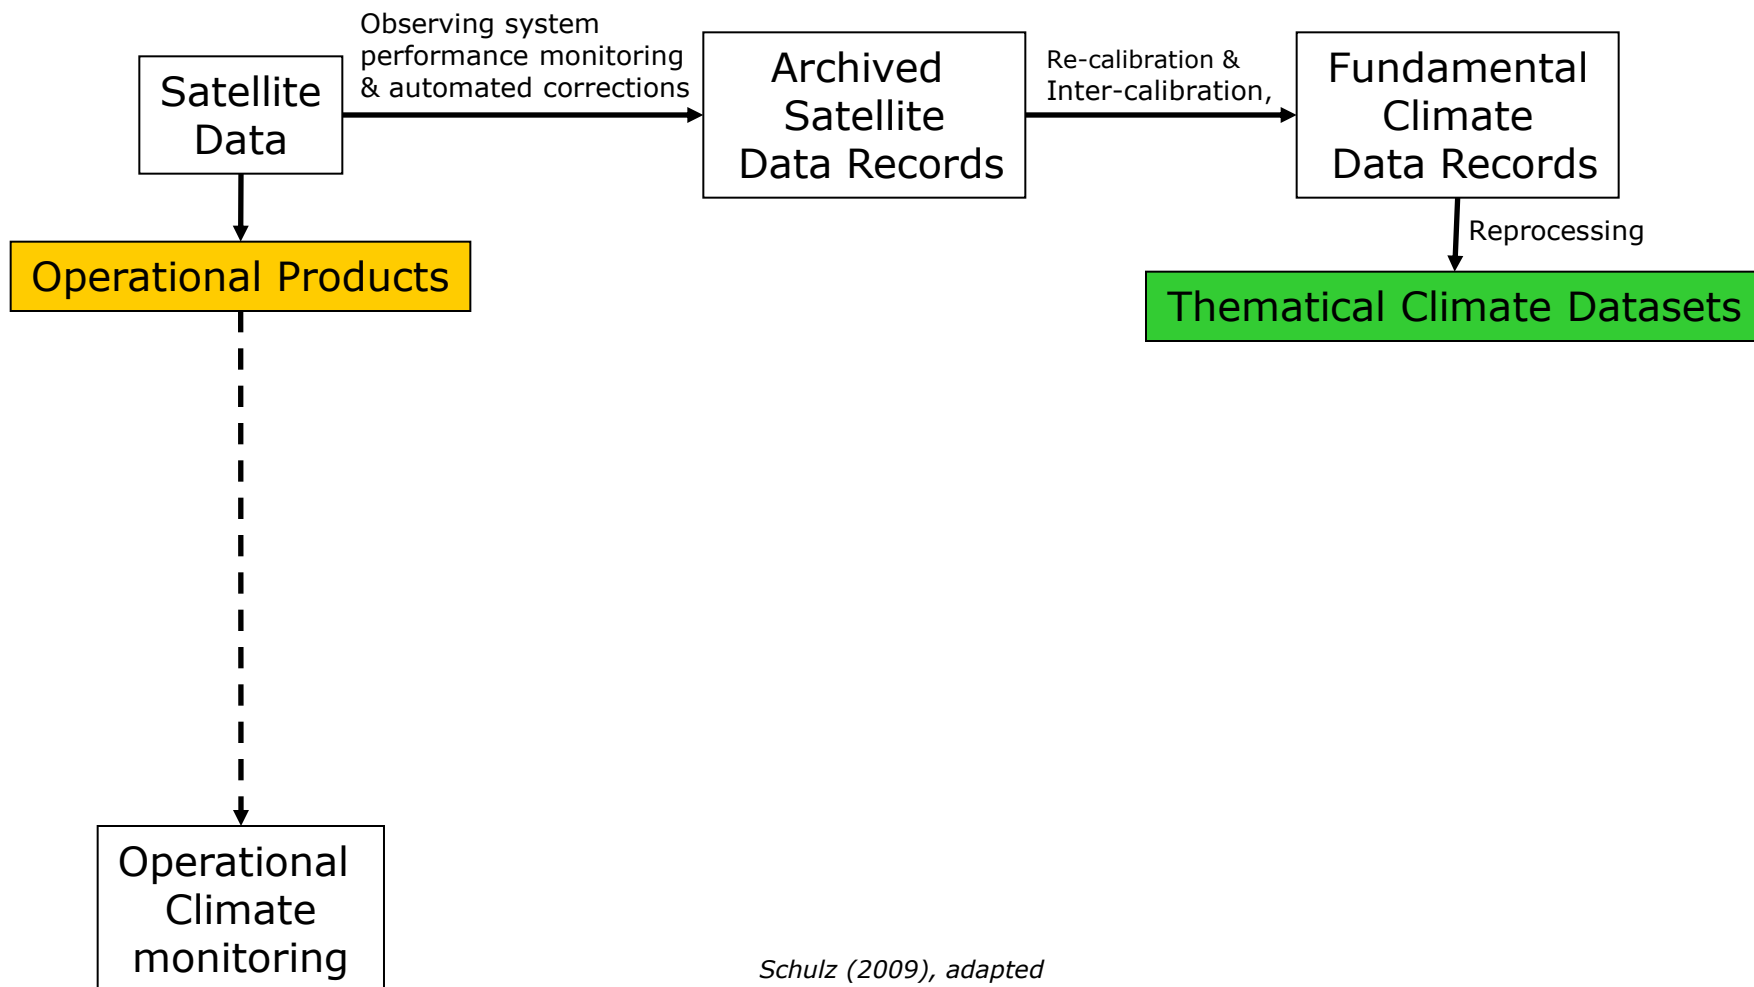 Observing system
performance monitoring
& automated corrections
Satellite
Data
Archived
Satellite
Data Records
Re-calibration &
Inter-calibration,
Fundamental
Climate
Data Records
Reprocessing
Operational Products
Thematical Climate Datasets
Operational
Climate
monitoring
Schulz (2009), adapted